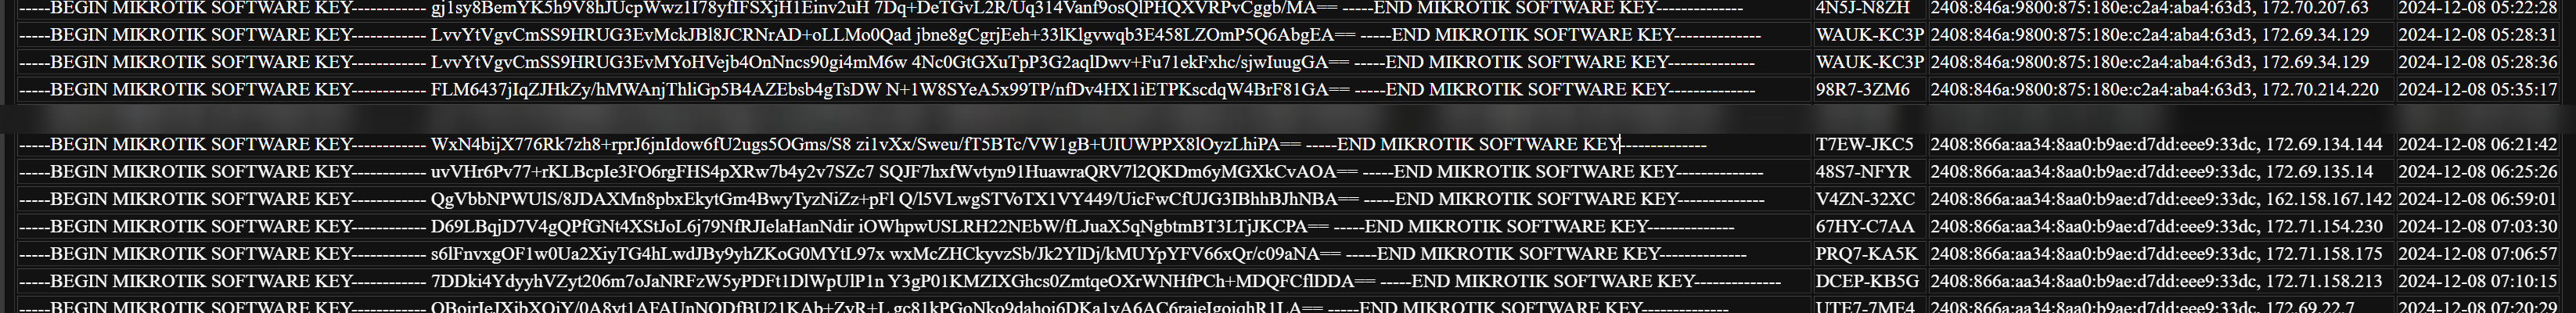 -----BEGIN MIKROTIK SOFTWARE KEY------------ gj1sy8BemYK5h9V8hJUcpWwz1I78yfIFSXjH1Einv2uH 7Dq+DeTGvL2R/Uq314Vanf9osQlPHQXVRPvCggb/MA== -----END MIKROTIK SOFTWARE KEY-------------- 4N5J-N8ZH 2408:846a:9800:875:180e:c2a4:aba4:63d3, 172.70.207.63 2024-12-08 05:22:28
-----BEGIN MIKROTIK SOFTWARE KEY------------ LvvYtVgvCmSS9HRUG3EvMckJBl8JCRNrAD+oLLMo0Qad jbne8gCgrjEeh+33lKlgvwqb3E458LZOmP5Q6AbgEA== -----END MIKROTIK SOFTWARE KEY-------------- WAUK-KC3P 2408:846a:9800:875:180e:c2a4:aba4:63d3, 172.69.34.129 2024-12-08 05:28:31
-----BEGIN MIKROTIK SOFTWARE KEY------------ LvvYtVgvCmSS9HRUG3EvMYoHVejb4OnNncs90gi4mM6w 4Nc0GtGXuTpP3G2aqlDwv+Fu71ekFxhc/sjwIuugGA== -----END MIKROTIK SOFTWARE KEY-------------- WAUK-KC3P 2408:846a:9800:875:180e:c2a4:aba4:63d3, 172.69.34.129 2024-12-08 05:28:36
-----BEGIN MIKROTIK SOFTWARE KEY------------ FLM6437jIqZJHkZy/hMWAnjThliGp5B4AZEbsb4gTsDW N+1W8SYeA5x99TP/nfDv4HX1iETPKscdqW4BrF81GA== -----END MIKROTIK SOFTWARE KEY-------------- 98R7-3ZM6 2408:846a:9800:875:180e:c2a4:aba4:63d3, 172.70.214.220 2024-12-08 05:35:17
-----BEGIN MIKROTIK SOFTWARE KEY------------ WxN4bijX776Rk7zh8+rprJ6jnIdow6fU2ugs5OGms/S8 zi1vXx/Sweu/fT5BTc/VW1gB+UIUWPPX8lOyzLhiPA== -----END MIKROTIK SOFTWARE KEY-------------- T7EW-JKC5 2408:866a:aa34:8aa0:b9ae:d7dd:eee9:33dc, 172.69.134.144 2024-12-08 06:21:42
-----BEGIN MIKROTIK SOFTWARE KEY------------ uvVHr6Pv77+rKLBcpIe3FO6rgFHS4pXRw7b4y2v7SZc7 SQJF7hxfWvtyn91HuawraQRV7l2QKDm6yMGXkCvAOA== -----END MIKROTIK SOFTWARE KEY-------------- 48S7-NFYR 2408:866a:aa34:8aa0:b9ae:d7dd:eee9:33dc, 172.69.135.14 2024-12-08 06:25:26
-----BEGIN MIKROTIK SOFTWARE KEY------------ QgVbbNPWUlS/8JDAXMn8pbxEkytGm4BwyTyzNiZz+pFl Q/l5VLwgSTVoTX1VY449/UicFwCfUJG3IBhhBJhNBA== -----END MIKROTIK SOFTWARE KEY-------------- V4ZN-32XC 2408:866a:aa34:8aa0:b9ae:d7dd:eee9:33dc, 162.158.167.142 2024-12-08 06:59:01
-----BEGIN MIKROTIK SOFTWARE KEY------------ D69LBqjD7V4gQPfGNt4XStJoL6j79NfRJIelaHanNdir iOWhpwUSLRH22NEbW/fLJuaX5qNgbtmBT3LTjJKCPA== -----END MIKROTIK SOFTWARE KEY-------------- 67HY-C7AA 2408:866a:aa34:8aa0:b9ae:d7dd:eee9:33dc, 172.71.154.230 2024-12-08 07:03:30
-----BEGIN MIKROTIK SOFTWARE KEY------------ s6lFnvxgOF1w0Ua2XiyTG4hLwdJBy9yhZKoG0MYtL97x wxMcZHCkyvzSb/Jk2YlDj/kMUYpYFV66xQr/c09aNA== -----END MIKROTIK SOFTWARE KEY-------------- PRQ7-KA5K 2408:866a:aa34:8aa0:b9ae:d7dd:eee9:33dc, 172.71.158.175 2024-12-08 07:06:57
-----BEGIN MIKROTIK SOFTWARE KEY------------ 7DDki4YdyyhVZyt206m7oJaNRFzW5yPDFt1DlWpUlP1n Y3gP01KMZIXGhcs0ZmtqeOXrWNHfPCh+MDQFCflDDA== -----END MIKROTIK SOFTWARE KEY-------------- DCEP-KB5G 2408:866a:aa34:8aa0:b9ae:d7dd:eee9:33dc, 172.71.158.213 2024-12-08 07:10:15
-----BEGIN MIKROTIK SOFTWARE KEY------------ -----END MIKROTIK SOFTWARE KEY-------------- UTE7-7ME4 2408:866a:aa34:8aa0:b9ae:d7dd:eee9:33dc, 172.69.22.7 2024-12-08 07:20:29